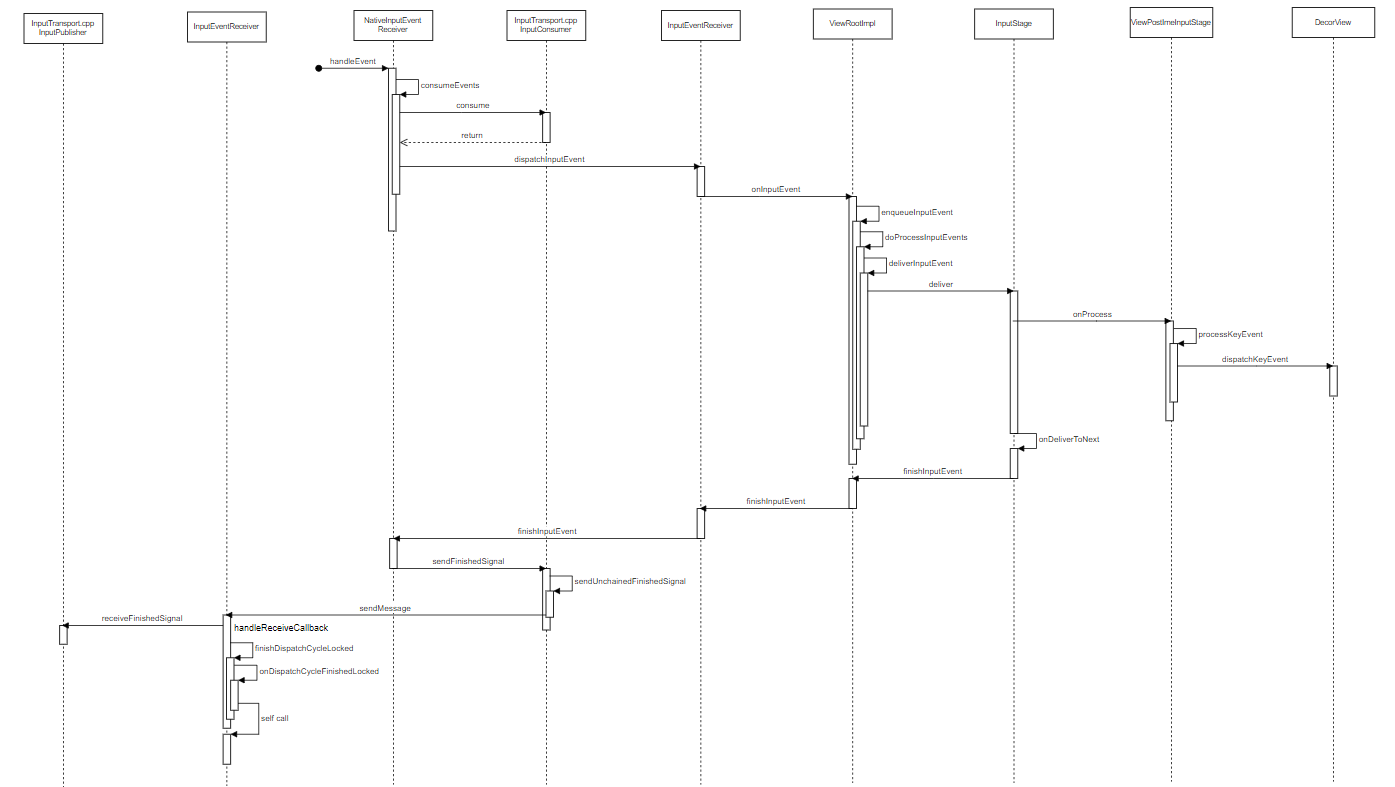 InputTransport.cpp
InputPublisher
InputEventReceiver
NativeInputEvent
Receiver
InputTransport.cpp
InputConsumer
InputEventReceiver
ViewRootImpl
InputStage
ViewPostImeInputStage
DecorView
handleEvent
consumeEvents
consume
return
dispatchInputEvent
onInputEvent
enqueueInputEvent
doProcessInputEvents
deliverInputEvent
deliver
onProcess
processKeyEvent
dispatchKeyEvent
onDeliverToNext
finishInputEvent
finishInputEvent
finishInputEvent
sendFinishedSignal
sendUnchainedFinishedSignal
sendMessage
receiveFinishedSignal
handleReceiveCallback
finishDispatchCycleLocked
onDispatchCycleFinishedLocked
self call